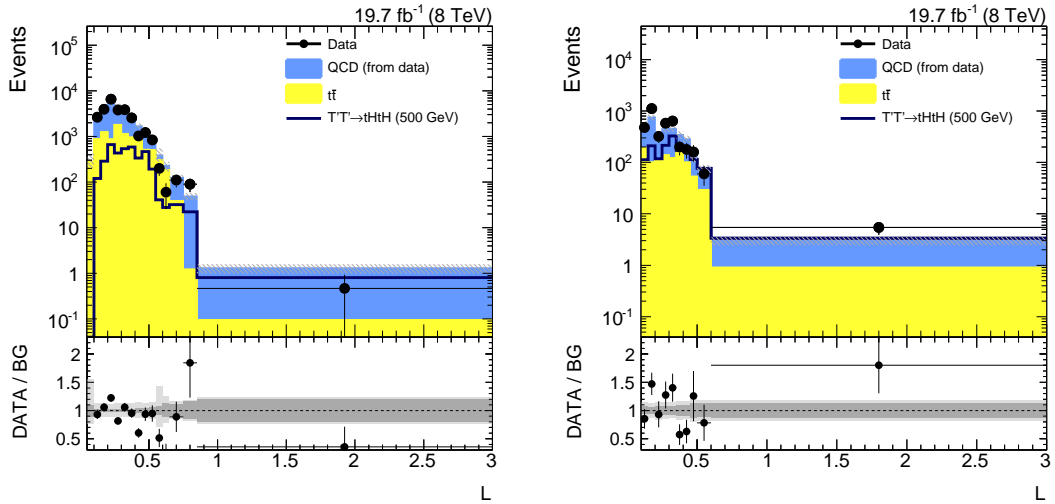 19.7 fb⁻¹ (8 TeV)
Events
10⁵
10⁴
10³
10²
10
1
10⁻¹
Data
QCD (from data)
tt̄
T'T'→tHtH (500 GeV)
DATA / BG
2
1.5
1
0.5
0.5 1 1.5 2 2.5 3
L
19.7 fb⁻¹ (8 TeV)
Events
10⁴
10³
10²
10
1
10⁻¹
Data
QCD (from data)
tt̄
T'T'→tHtH (500 GeV)
DATA / BG
2
1.5
1
0.5
0.5 1 1.5 2 2.5 3
L